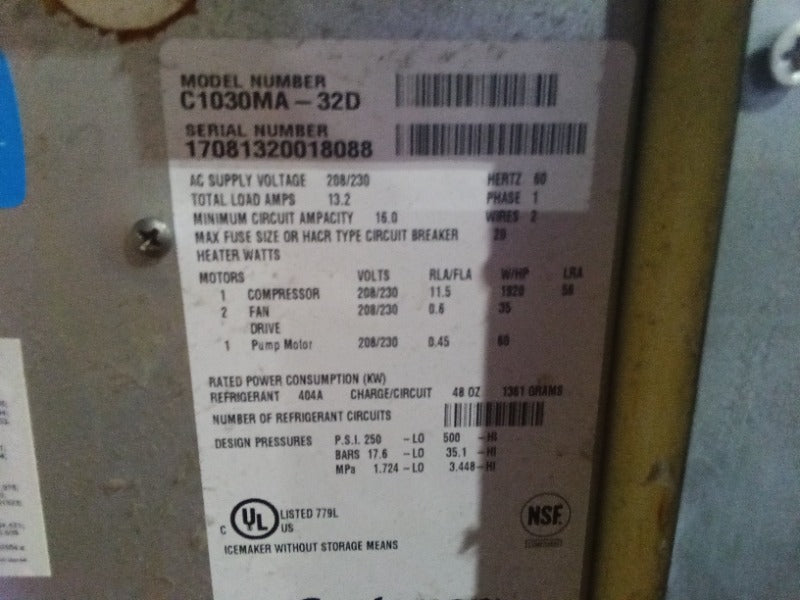 MODEL NUMBER
C1030MA - 32D
SERIAL NUMBER
17081320018088
AC SUPPLY VOLTAGE 208/230 HERTZ 60
TOTAL LOAD AMPS 13.2 PHASE 1
MINIMUM CIRCUIT AMPACITY 16.0 WIRES 2
MAX FUSE SIZE OR HACR TYPE CIRCUIT BREAKER 20
HEATER WATTS
MOTORS VOLTS RLA/FLA W/HP LRA
1 COMPRESSOR 208/230 11.5 1920 56
2 FAN 208/230 0.6 35
DRIVE
1 Pump Motor 208/230 0.45 60
RATED POWER CONSUMPTION (KW)
REFRIGERANT 404A CHARGE/CIRCUIT 48 OZ 1361 GRAMS
NUMBER OF REFRIGERANT CIRCUITS
DESIGN PRESSURES P.S.I. 250 - LO 500 - HI
BARS 17.6 - LO 35.1 - HI
MPa 1.724 - LO 3.448 - HI
C UL US LISTED 779L
NSF
ICEMAKER WITHOUT STORAGE MEANS